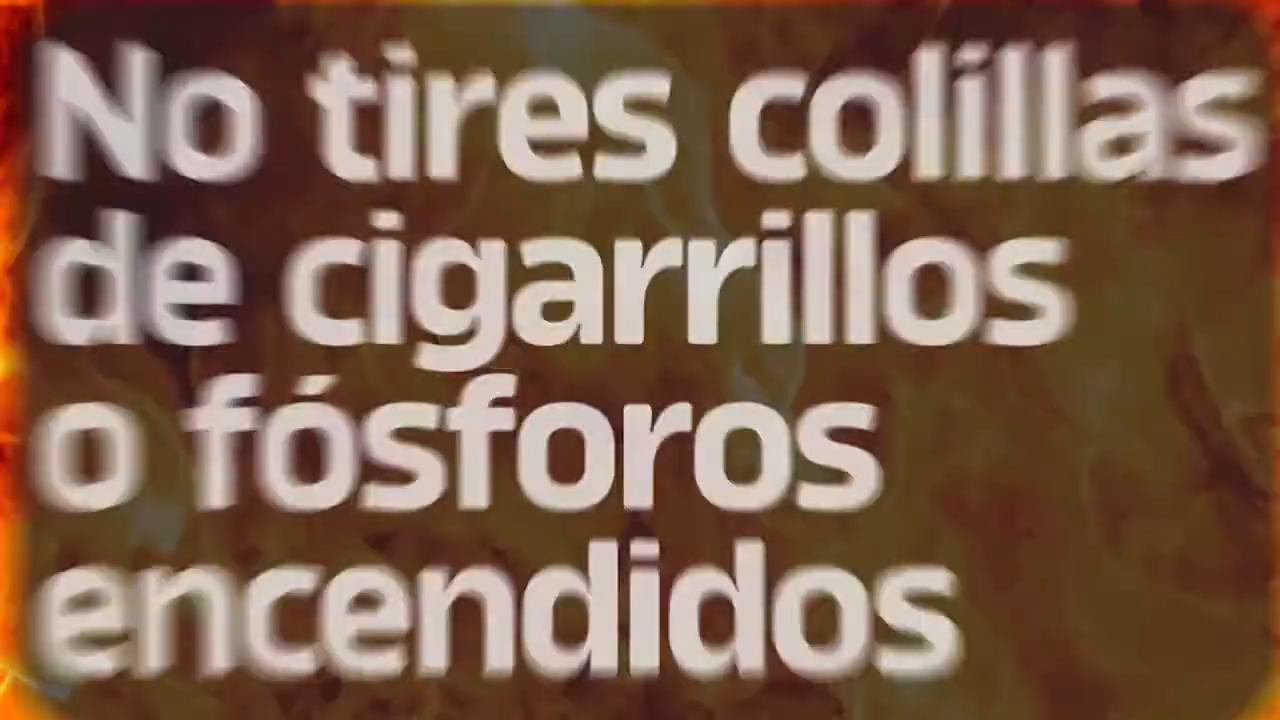 No tires colillas
de cigarrillos
o fósforos
encendidos